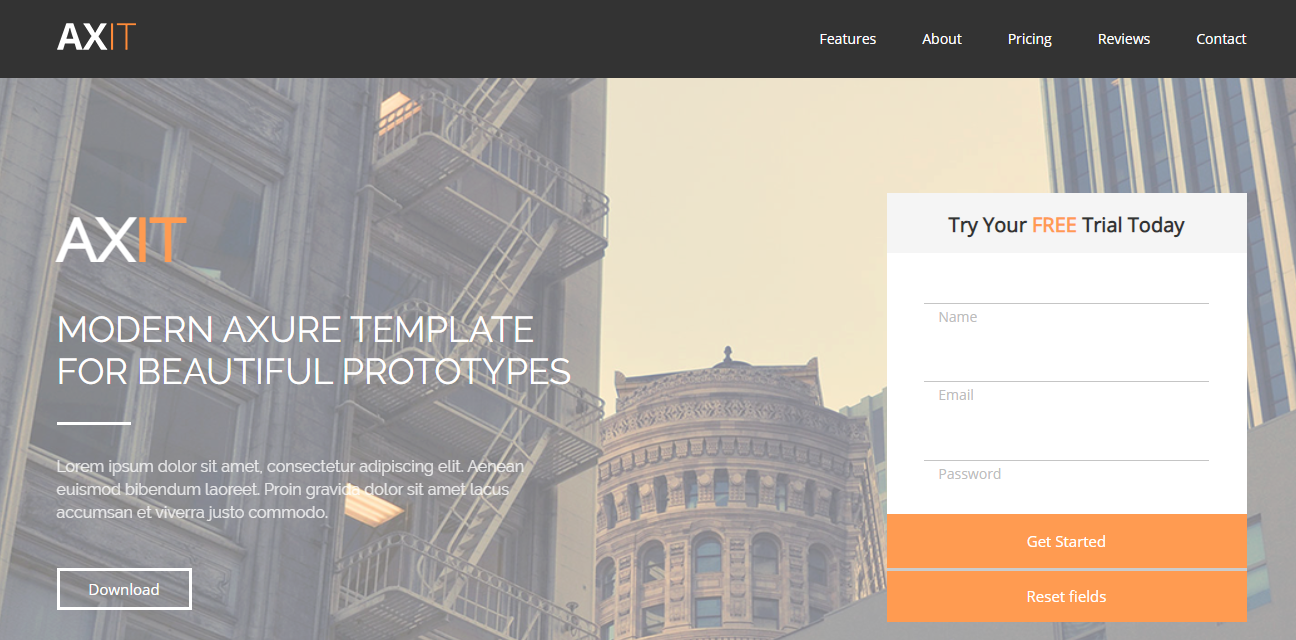 AXIT
Features
About
Pricing
Reviews
Contact
AXIT
MODERN AXURE TEMPLATE
FOR BEAUTIFUL PROTOTYPES
Lorem ipsum dolor sit amet, consectetur adipiscing elit. Aenean
euismod bibendum laoreet. Proin gravida dolor sit amet lacus
accumsan et viverra justo commodo.
Download
Try Your FREE Trial Today
Name
Email
Password
Get Started
Reset fields